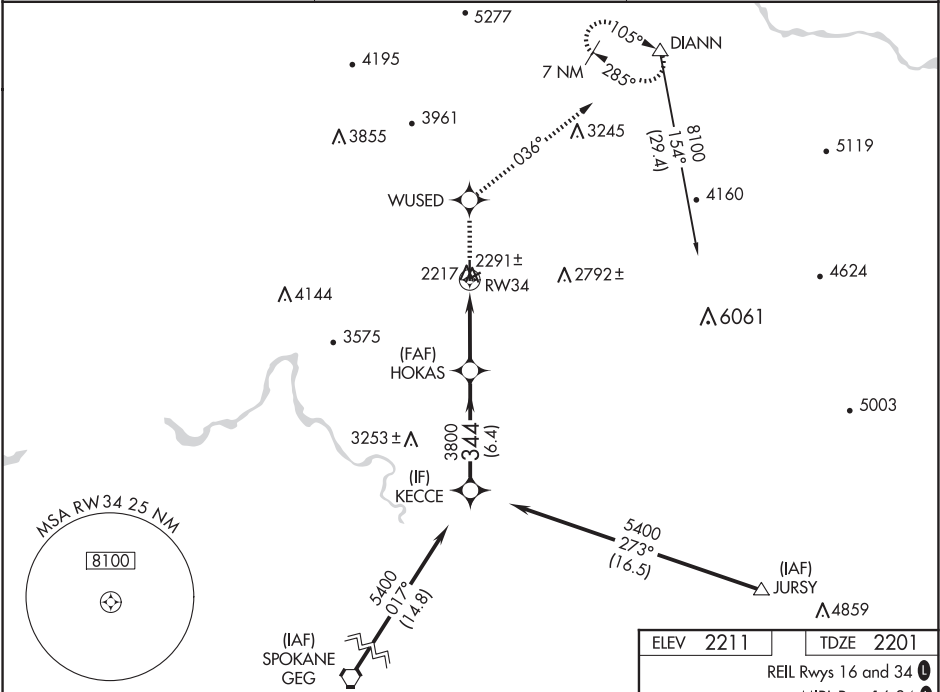 5277
4195
105°
DIANN
7 NM
285°
3961
3855
3245
036°
8100
154°
(29.4)
5119
4160
WUSED
2291±
2217
RW34
2792±
4624
4144
6061
3575
(FAF)
HOKAS
5003
3253±
3800
344
(6.4)
(IF)
KECCE
MSA RW34 25 NM
8100
5400
273°
(16.5)
(IAF)
JURSY
5400
017°
(14.8)
4859
(IAF)
SPOKANE
GEG
ELEV 2211
TDZE 2201
REIL Rwys 16 and 34 L